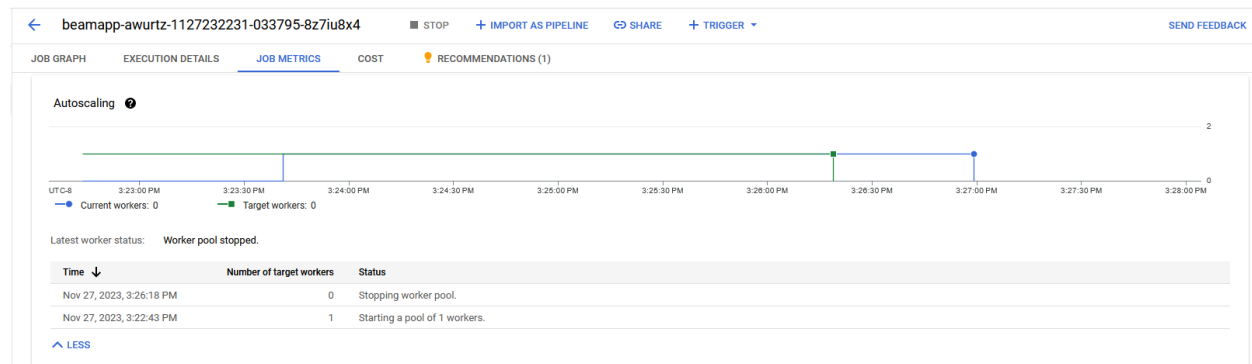 beamapp-awurtz-1127232231-033795-8z7iu8x4 STOP + IMPORT AS PIPELINE SHARE + TRIGGER SEND FEEDBACK
JOB GRAPH EXECUTION DETAILS JOB METRICS COST RECOMMENDATIONS (1)
Autoscaling ?
2
0
UTC-8 3:23:00 PM 3:23:30 PM 3:24:00 PM 3:24:30 PM 3:25:00 PM 3:25:30 PM 3:26:00 PM 3:26:30 PM 3:27:00 PM 3:27:30 PM 3:28:00 PM
Current workers: 0 Target workers: 0
Latest worker status: Worker pool stopped.
Time Number of target workers Status
Nov 27, 2023, 3:26:18 PM 0 Stopping worker pool.
Nov 27, 2023, 3:22:43 PM 1 Starting a pool of 1 workers.
LESS